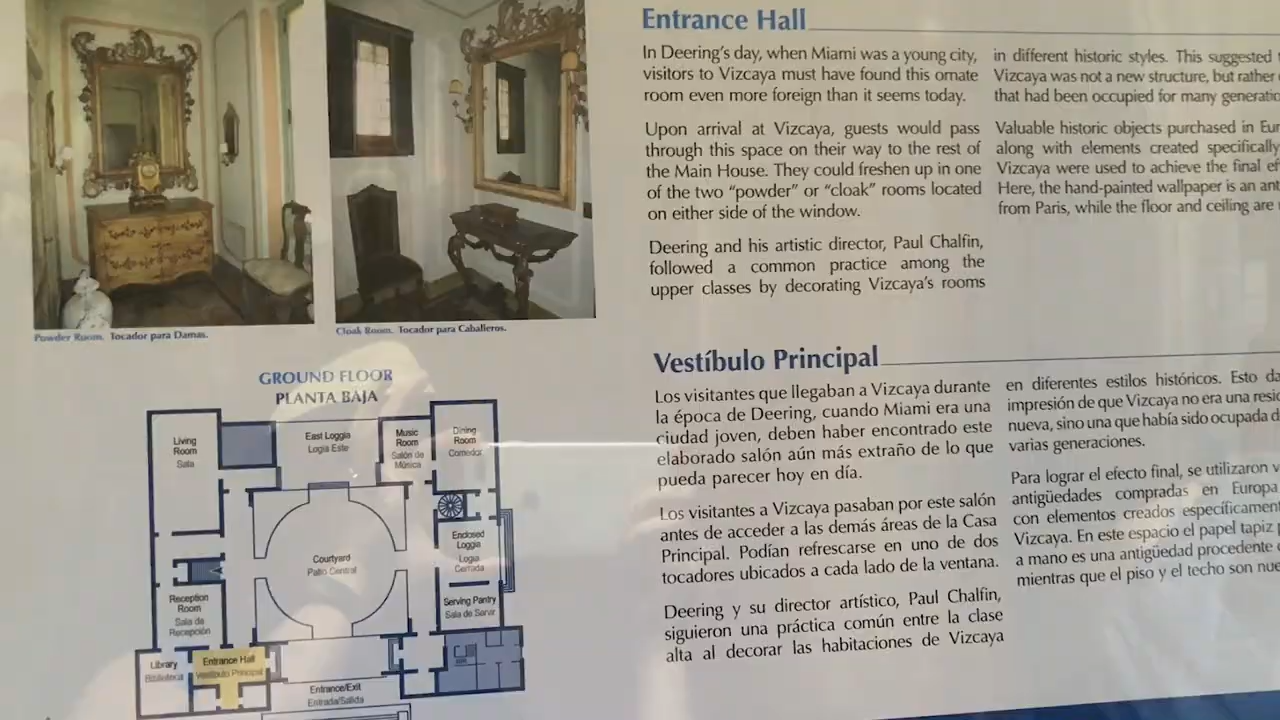 Powder Room. Tocador para Damas.
Cloak Room. Tocador para Caballeros.
GROUND FLOOR
PLANTA BAJA
Living
Room
Sala
East Loggia
Logia Este
Music
Room
Salón de
Música
Dining
Room
Comedor
Courtyard
Patio Central
Enclosed
Loggia
Logia
Cerrada
Reception
Room
Sala de
Recepción
Serving Pantry
Sala de Servir
Library
Biblioteca
Entrance Hall
Vestíbulo Principal
Entrance/Exit
Entrada/Salida
Entrance Hall
In Deering's day, when Miami was a young city,
visitors to Vizcaya must have found this ornate
room even more foreign than it seems today.
Upon arrival at Vizcaya, guests would pass
through this space on their way to the rest of
the Main House. They could freshen up in one
of the two “powder” or “cloak” rooms located
on either side of the window.
Deering and his artistic director, Paul Chalfin,
followed a common practice among the
upper classes by decorating Vizcaya's rooms
in different historic styles. This suggested
Vizcaya was not a new structure, but rather
that had been occupied for many
Valuable historic objects purchased in
along with elements created specifically
Vizcaya were used to achieve the final
Here, the hand-painted wallpaper is an
from Paris, while the floor and ceiling are
Vestíbulo Principal
Los visitantes que llegaban a Vizcaya durante
la época de Deering, cuando Miami era una
ciudad joven, deben haber encontrado este
elaborado salón aún más extraño de lo que
pueda parecer hoy en día.
Los visitantes a Vizcaya pasaban por este salón
antes de acceder a las demás áreas de la Casa
Principal. Podían refrescarse en uno de dos
tocadores ubicados a cada lado de la ventana.
Deering y su director artístico, Paul Chalfin,
siguieron una práctica común entre la clase
alta al decorar las habitaciones de Vizcaya
en diferentes estilos históricos. Esto
impresión de que Vizcaya no era una
nueva, sino una que había sido ocupada
varias generaciones.
Para lograr el efecto final, se utilizaron
antigüedades compradas en Europa
con elementos creados
Vizcaya. En este espacio el papel tapiz
a mano es una antigüedad procedente
mientras que el piso y el techo son